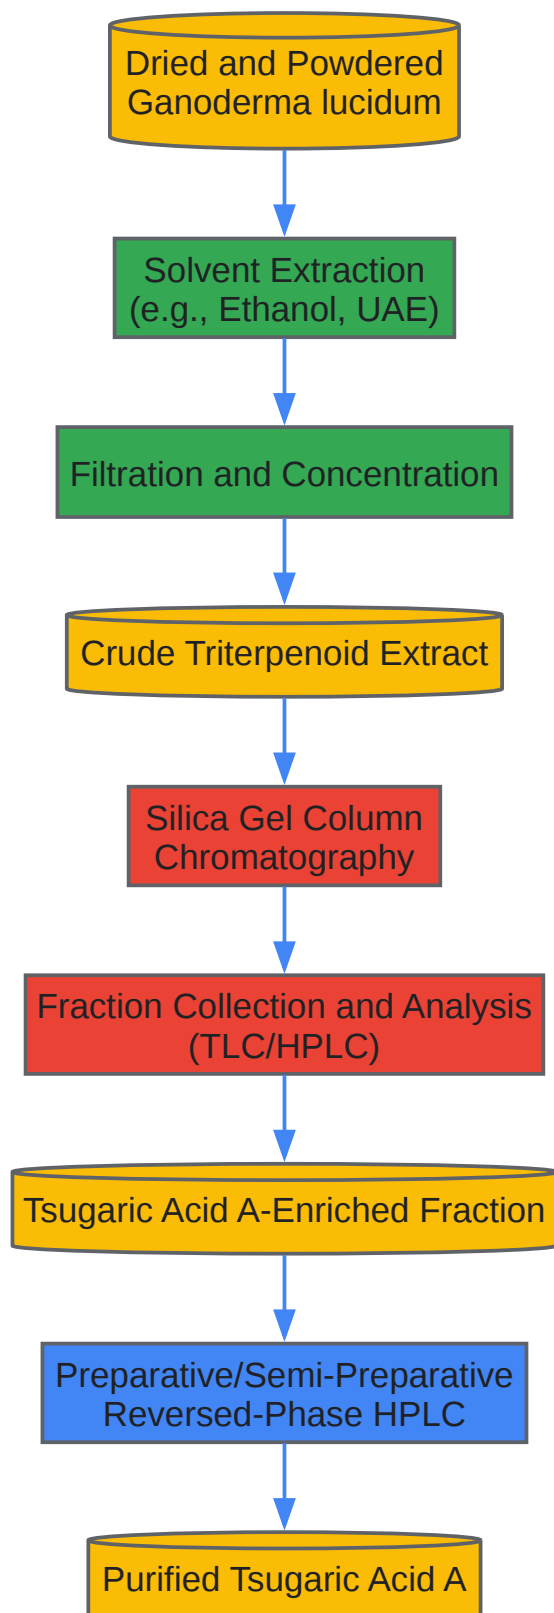 Dried and Powdered
Ganoderma lucidum
Solvent Extraction
(e.g., Ethanol, UAE)
Filtration and Concentration
Crude Triterpenoid Extract
Silica Gel Column
Chromatography
Fraction Collection and Analysis
(TLC/HPLC)
Tsugaric Acid A-Enriched Fraction
Preparative/Semi-Preparative
Reversed-Phase HPLC
Purified Tsugaric Acid A